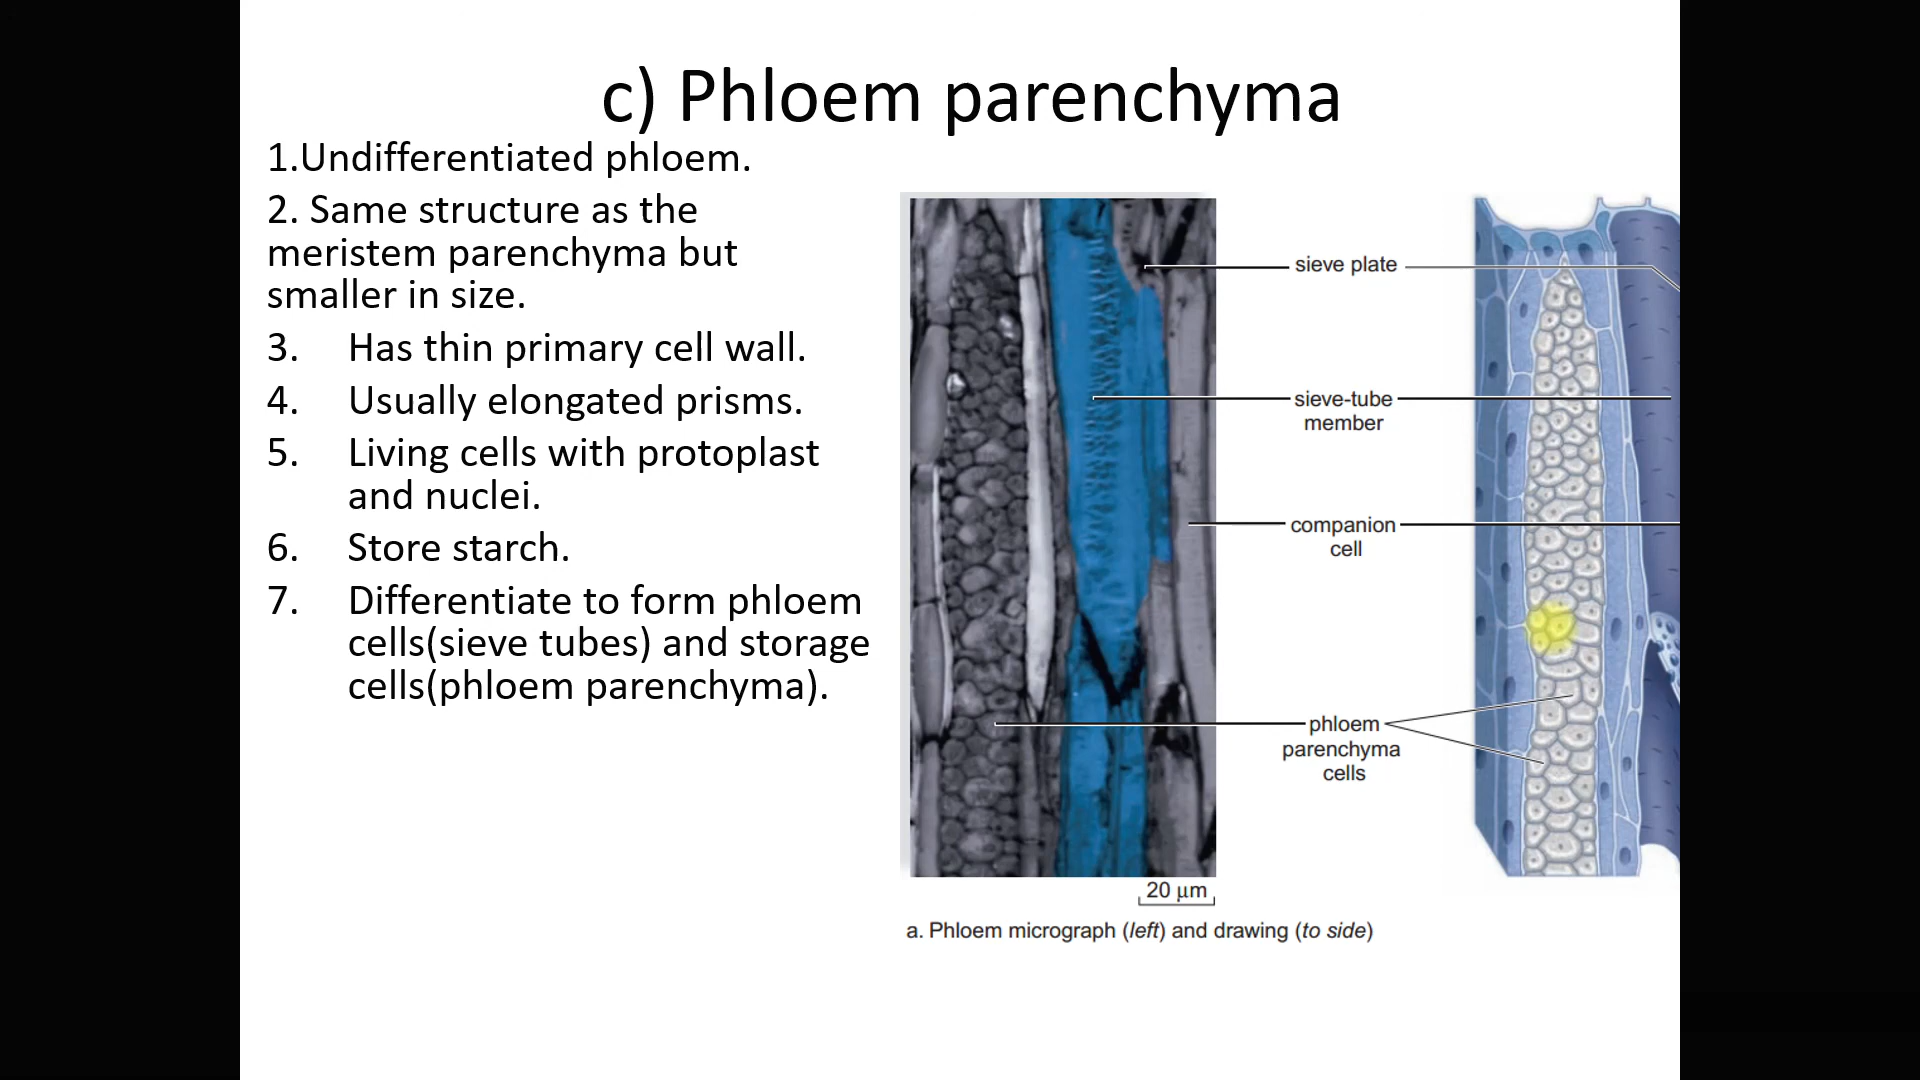 c) Phloem parenchyma
1.Undifferentiated phloem.
2. Same structure as the
meristem parenchyma but
smaller in size.
3. Has thin primary cell wall.
4. Usually elongated prisms.
5. Living cells with protoplast
and nuclei.
6. Store starch.
7. Differentiate to form phloem
cells(sieve tubes) and storage
cells(phloem parenchyma).
sieve plate
sieve-tube
member
companion
cell
phloem
parenchyma
cells
20 μm
a. Phloem micrograph (left) and drawing (to side)